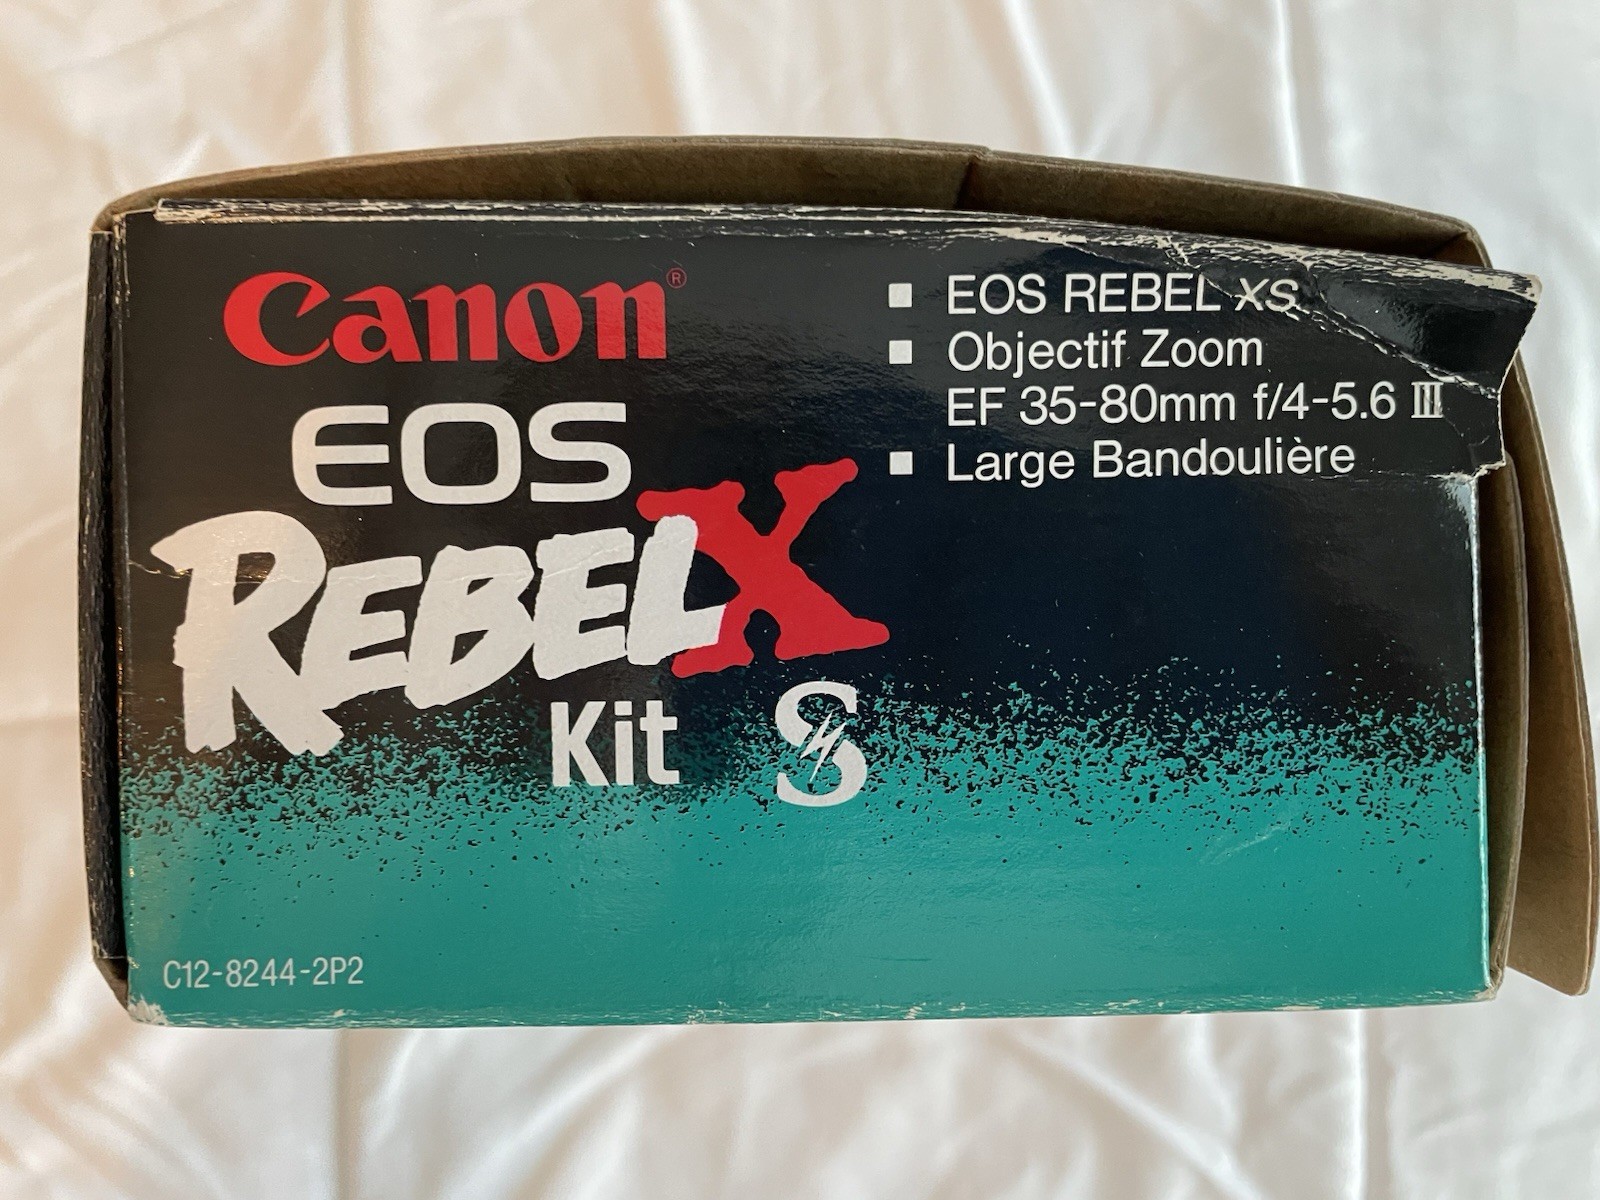 Canon®
EOS
REBEL X
Kit S
■ EOS REBEL XS
■ Objectif Zoom
EF 35-80mm f/4-5.6 III
■ Large Bandoulière
C12-8244-2P2